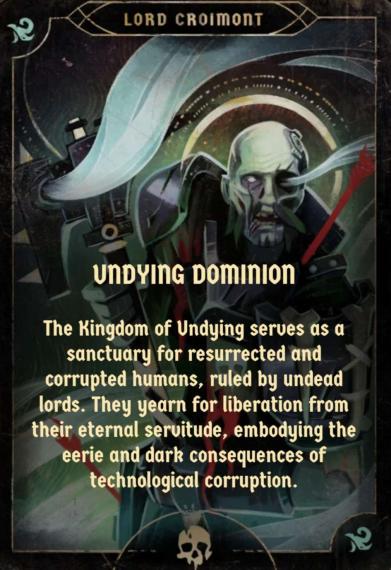 LORD CROIMONT
UNDYING DOMINION
The Kingdom of Undying serves as a
sanctuary for resurrected and
corrupted humans, ruled by undead
lords. They yearn for liberation from
their eternal servitude, embodying the
eerie and dark consequences of
technological corruption.